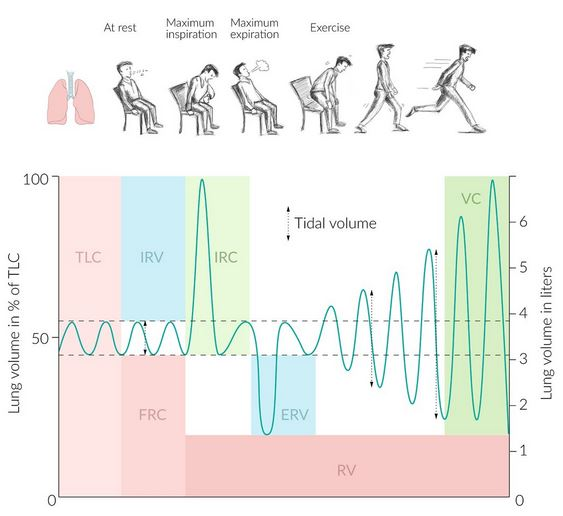 At rest
Maximum
inspiration
Maximum
expiration
Exercise
100
50
0
Lung volume in % of TLC
TLC
IRV
IRC
Tidal volume
VC
FRC
ERV
RV
6
5
4
3
2
1
0
Lung volume in liters